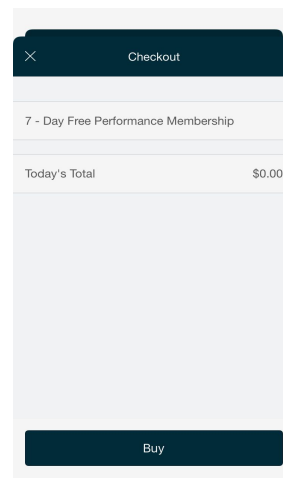 Checkout
7 - Day Free Performance Membership
Today's Total $0.00
Buy